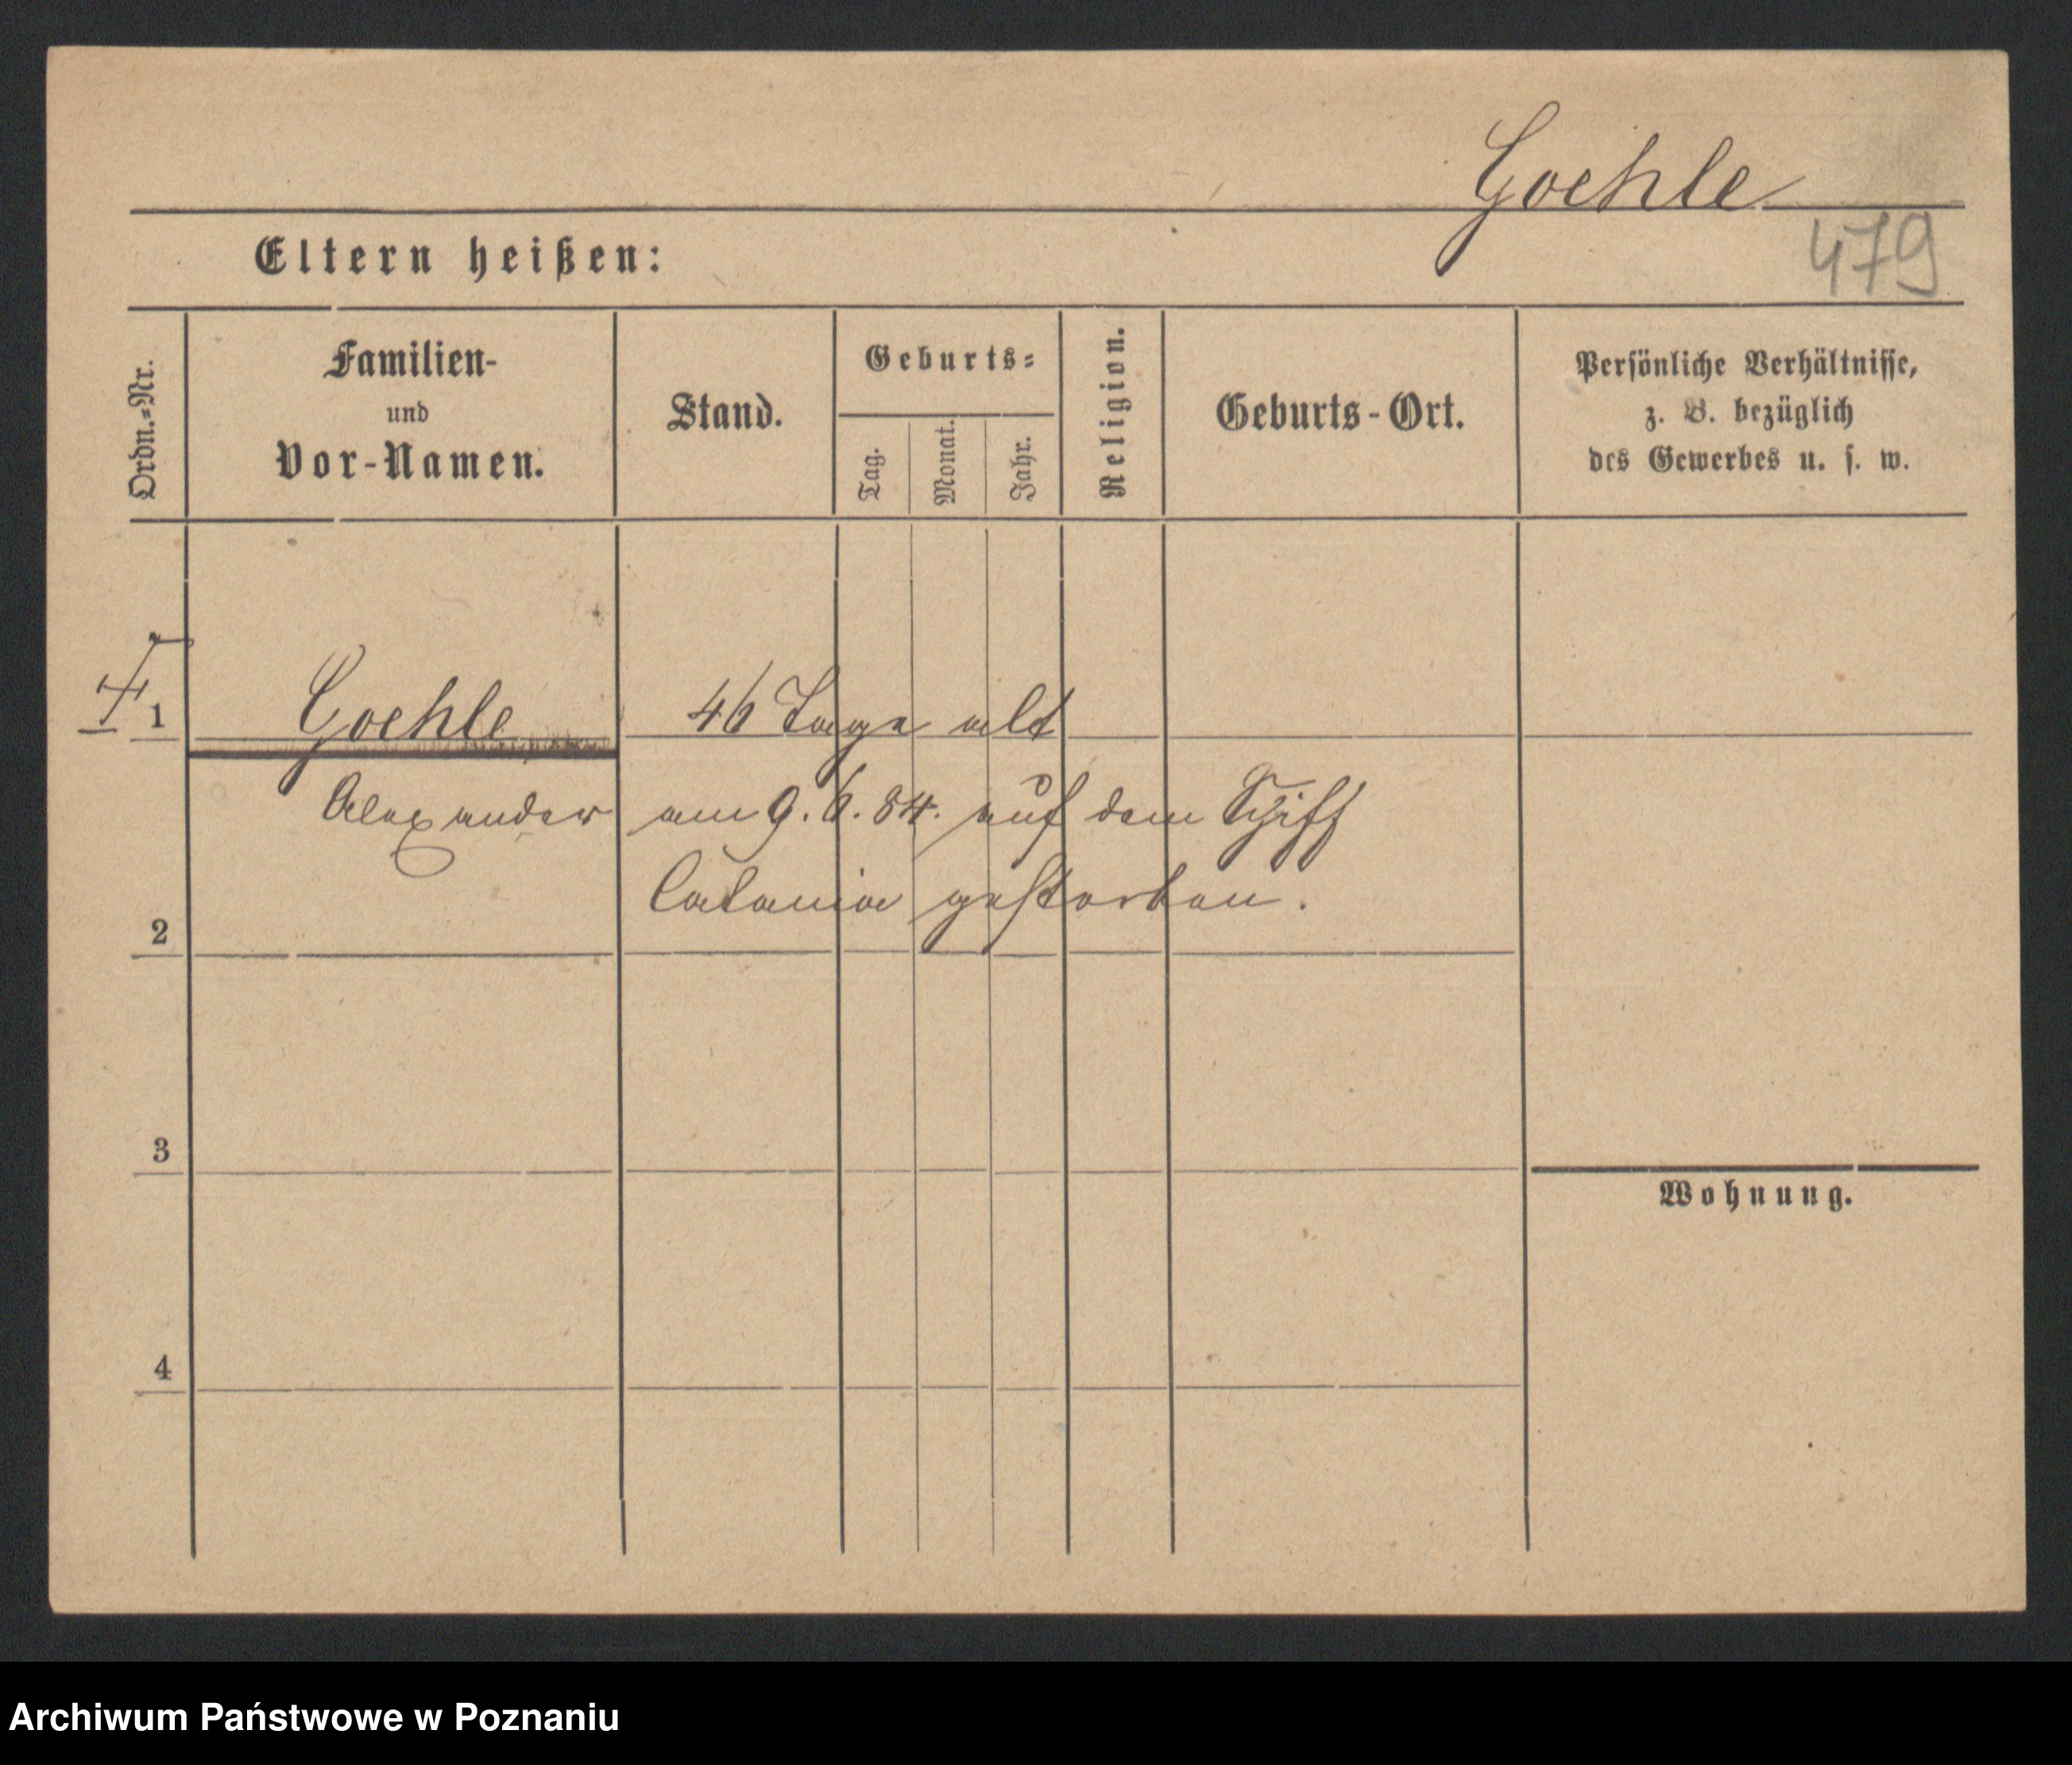 Goehle
479
Eltern heißen:
Ordn.=Nr.
Familien-
und
Vor-Namen.
Stand.
Geburts=
Tag.
Monat.
Jahr.
Religion.
Geburts-Ort.
Persönliche Verhältnisse,
z. B. bezüglich
des Gewerbes u. s. w.
1 Goehle 46 Tage alt
Alexander am 9. 6. 84. auf dem Schiff
Catania gestorben.
2
3
Wohnung.
4
Archiwum Państwowe w Poznaniu